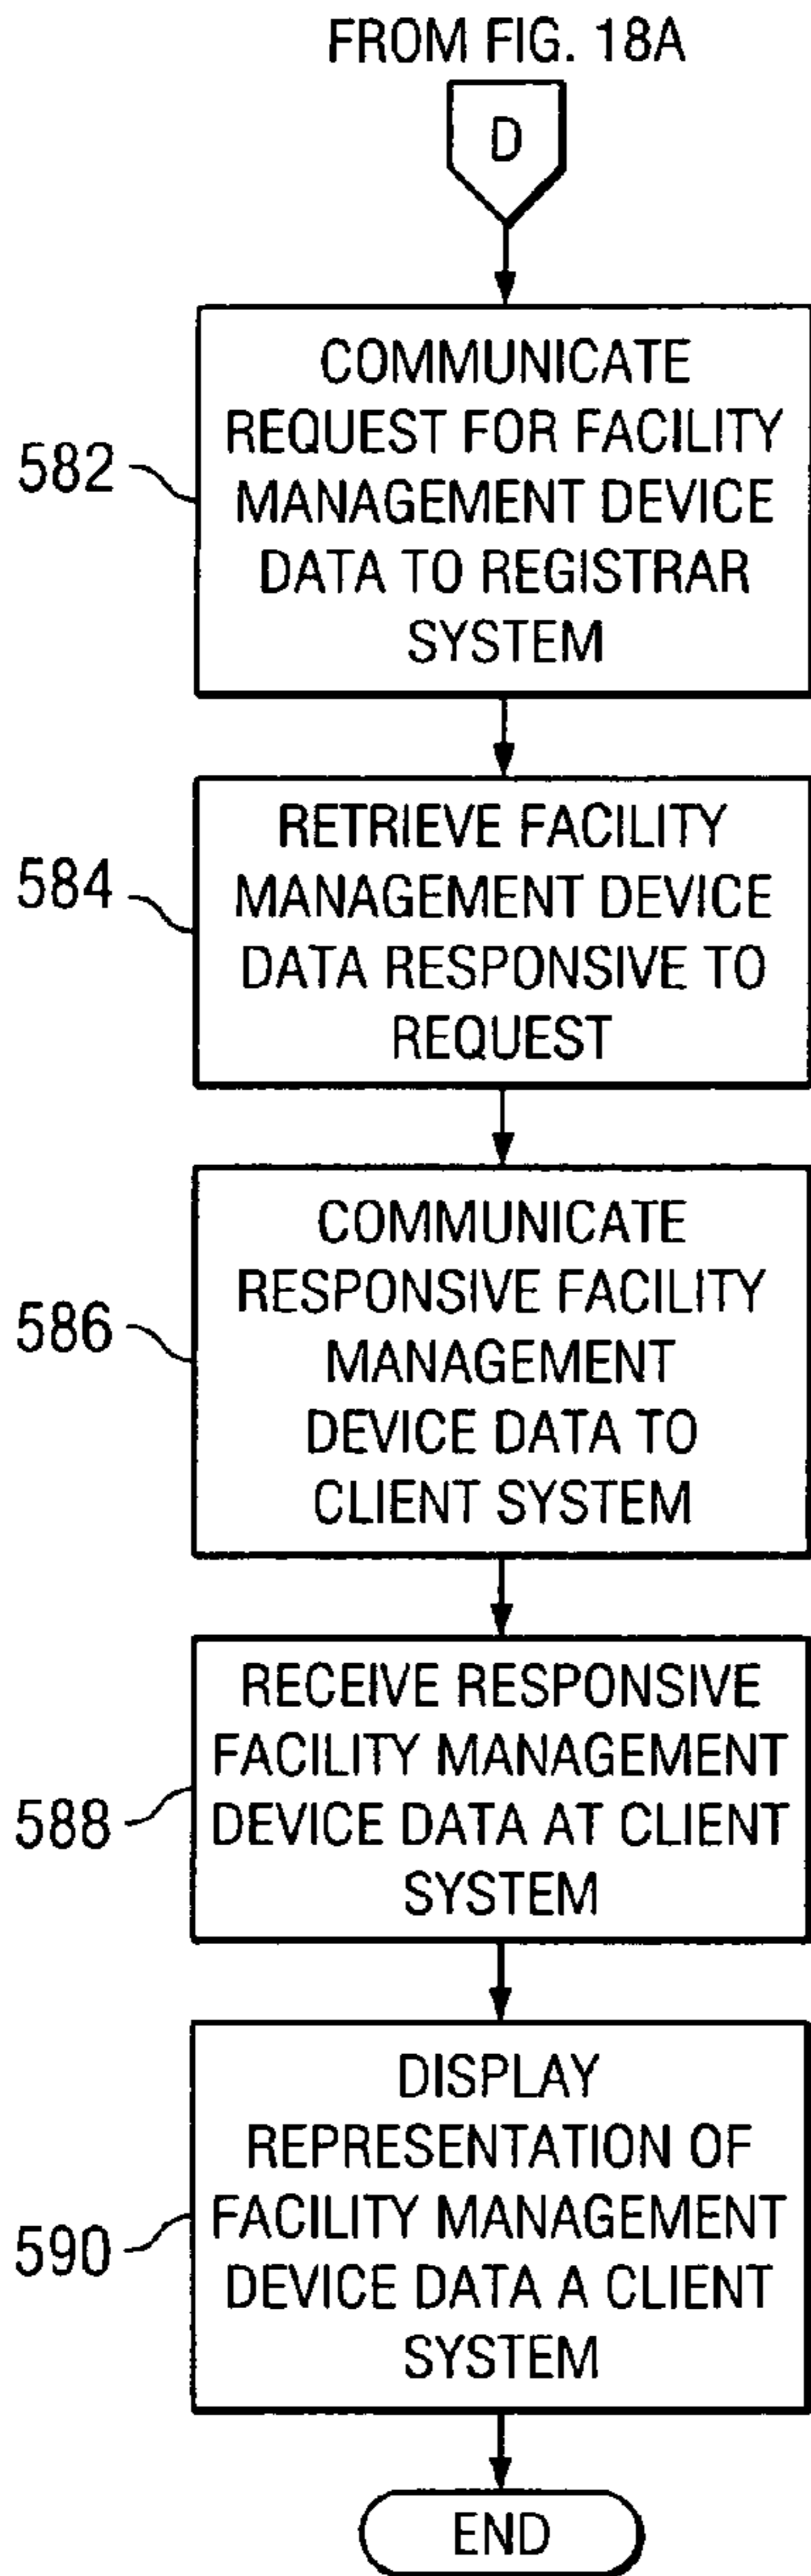 FROM FIG. 18A
D
582
COMMUNICATE
REQUEST FOR FACILITY
MANAGEMENT DEVICE
DATA TO REGISTRAR
SYSTEM
584
RETRIEVE FACILITY
MANAGEMENT DEVICE
DATA RESPONSIVE TO
REQUEST
586
COMMUNICATE
RESPONSIVE FACILITY
MANAGEMENT
DEVICE DATA TO
CLIENT SYSTEM
588
RECEIVE RESPONSIVE
FACILITY MANAGEMENT
DEVICE DATA AT CLIENT
SYSTEM
590
DISPLAY
REPRESENTATION OF
FACILITY MANAGEMENT
DEVICE DATA A CLIENT
SYSTEM
END